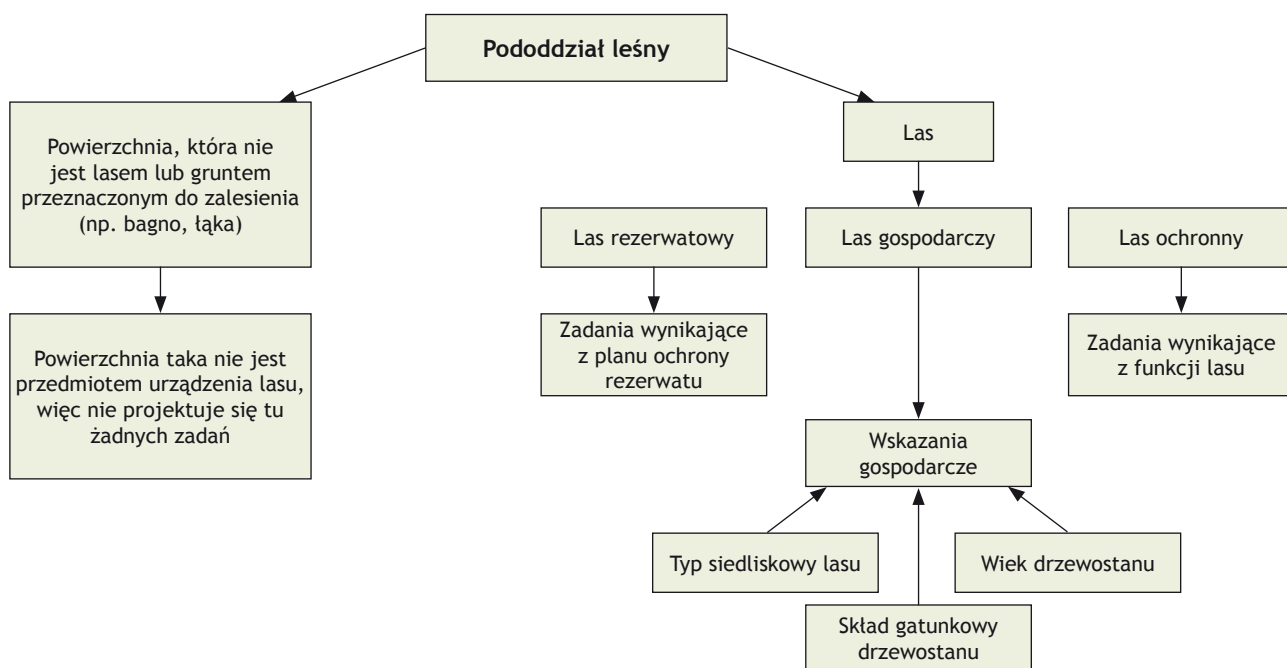 Pododdział leśny
Powierzchnia, która nie
jest lasem lub gruntem
przeznaczonym do zalesienia
(np. bagno, łąka)
Las
Las rezerwatowy
Las gospodarczy
Las ochronny
Powierzchnia taka nie jest
przedmiotem urządzenia lasu,
więc nie projektuje się tu
żadnych zadań
Zadania wynikające
z planu ochrony
rezerwatu
Zadania wynikające
z funkcji lasu
Wskazania
gospodarcze
Typ siedliskowy lasu
Wiek drzewostanu
Skład gatunkowy
drzewostanu